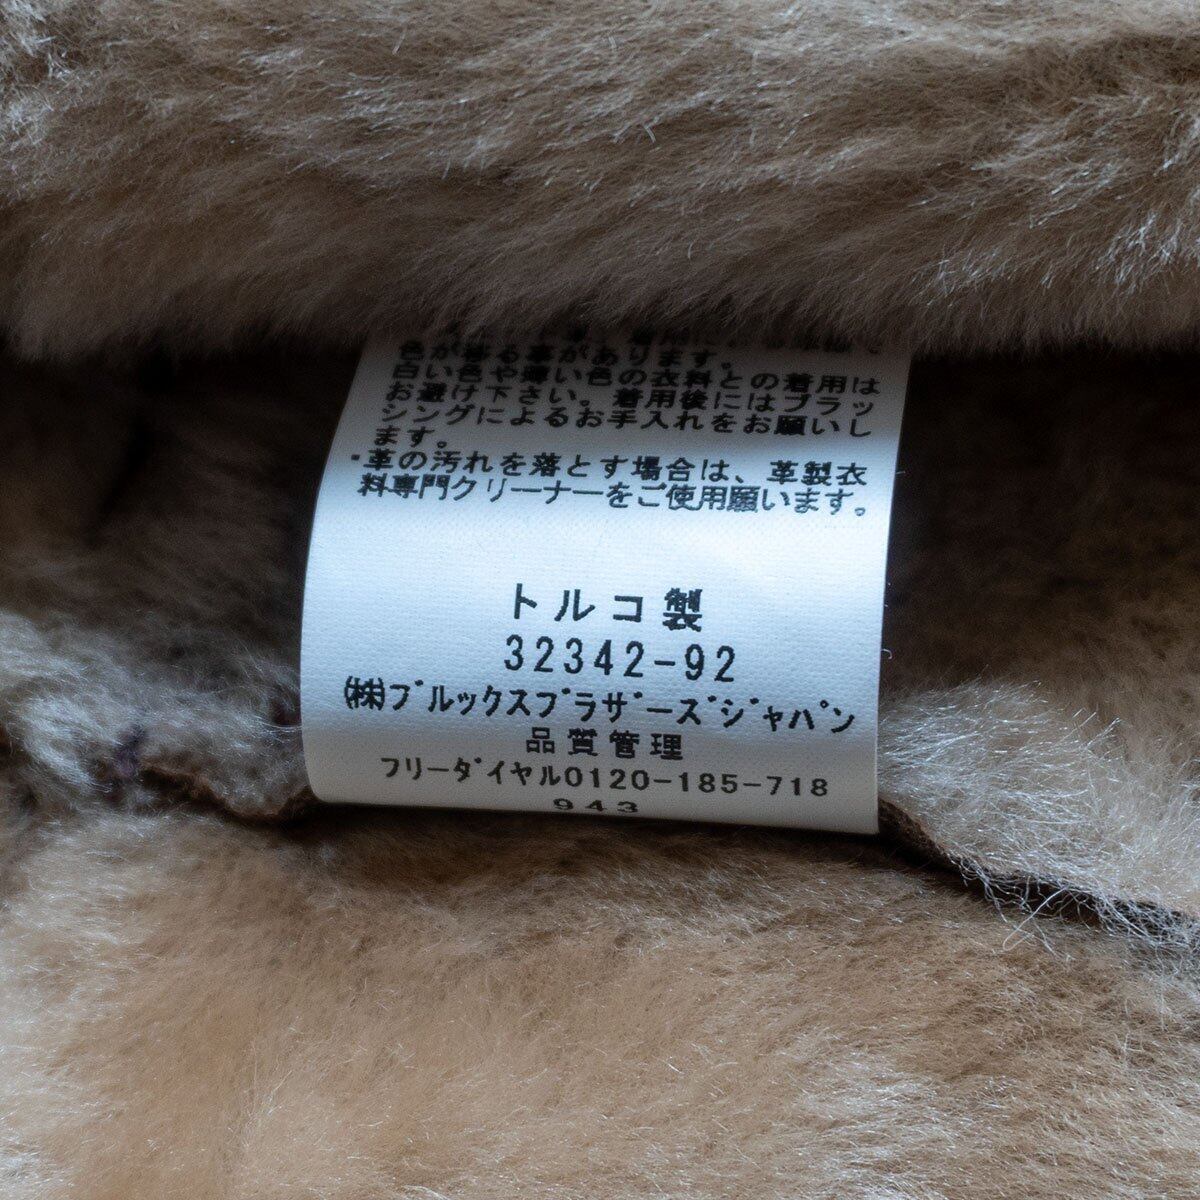 色が移る事があります。
白い色や薄い色の衣料との着用は
お避け下さい。着用後にはブラッ
シングによるお手入れをお願いし
ます。
・革の汚れを落とす場合は、革製衣
料専門クリーナーをご使用願います。
トルコ製
32342-92
㈱ブルックスブラザーズジャパン
品質管理
フリーダイヤル0120-185-718
943